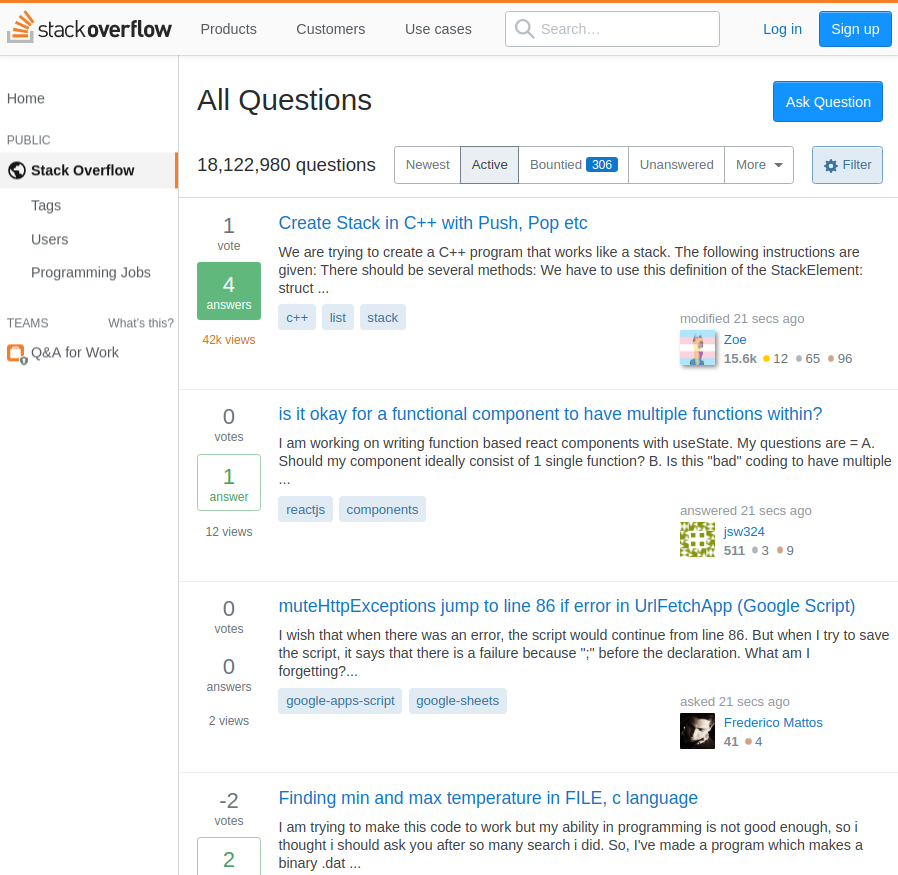 stackoverflow Products Customers Use cases Search… Log in Sign up
Home
PUBLIC
Stack Overflow
Tags
Users
Programming Jobs
TEAMS What's this?
Q&A for Work
All Questions
Ask Question
18,122,980 questions
Newest Active Bountied 306 Unanswered More Filter
1
vote
4
answers
42k views
Create Stack in C++ with Push, Pop etc
We are trying to create a C++ program that works like a stack. The following instructions are
given: There should be several methods: We have to use this definition of the StackElement:
struct ...
c++ list stack
modified 21 secs ago
Zoe
15.6k 12 65 96
0
votes
1
answer
12 views
is it okay for a functional component to have multiple functions within?
I am working on writing function based react components with useState. My questions are = A.
Should my component ideally consist of 1 single function? B. Is this "bad" coding to have multiple
...
reactjs components
answered 21 secs ago
jsw324
511 3 9
0
votes
0
answers
2 views
muteHttpExceptions jump to line 86 if error in UrlFetchApp (Google Script)
I wish that when there was an error, the script would continue from line 86. But when I try to save
the script, it says that there is a failure because ";" before the declaration. What am I
forgetting?...
google-apps-script google-sheets
asked 21 secs ago
Frederico Mattos
41 4
-2
votes
2
Finding min and max temperature in FILE, c language
I am trying to make this code to work but my ability in programming is not good enough, so i
thought i should ask you after so many search i did. So, I've made a program which makes a
binary .dat ...